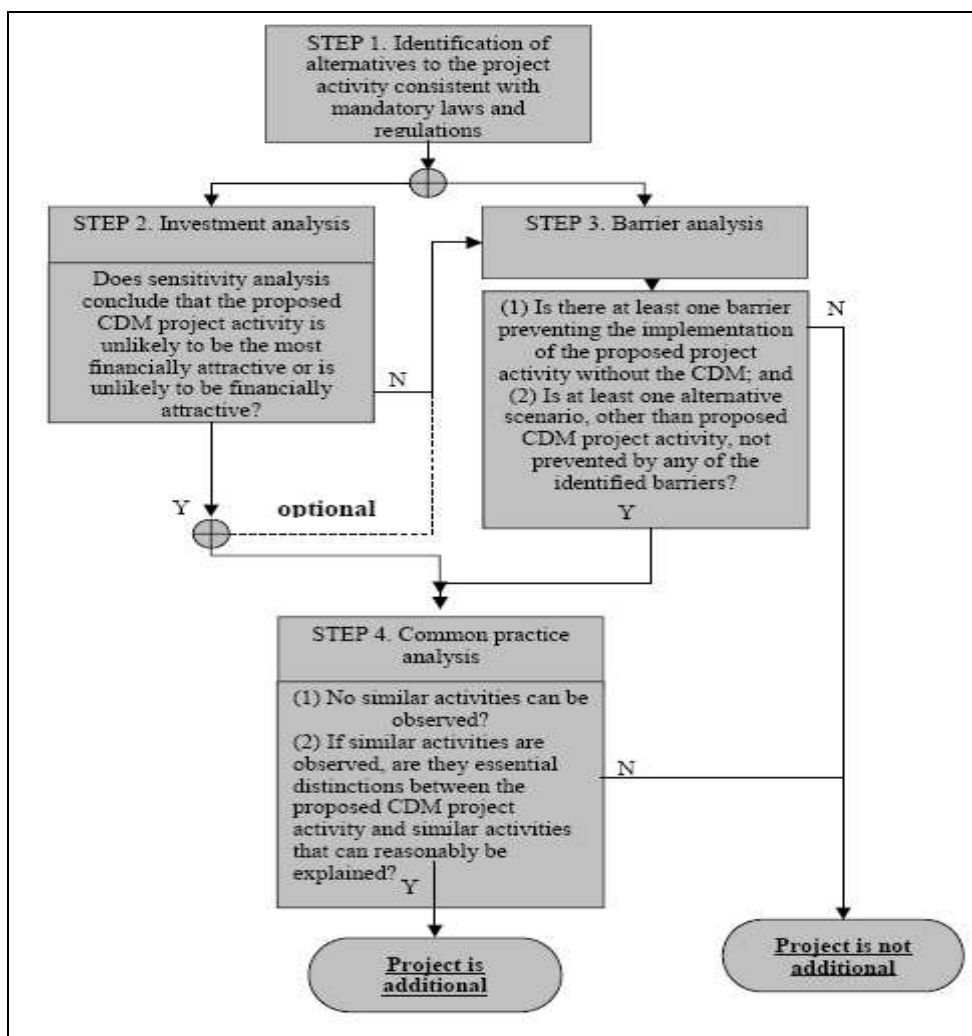 STEP 1. Identification of
alternatives to the project
activity consistent with
mandatory laws and
regulations
STEP 2. Investment analysis
Does sensitivity analysis
conclude that the proposed
CDM project activity is
unlikely to be the most
financially attractive or is
unlikely to be financially
attractive?
N
Y
optional
STEP 3. Barrier analysis
(1) Is there at least one barrier
preventing the implementation
of the proposed project
activity without the CDM; and
(2) Is at least one alternative
scenario, other than proposed
CDM project activity, not
prevented by any of the
identified barriers?
N
Y
STEP 4. Common practice
analysis
(1) No similar activities can be
observed?
(2) If similar activities are
observed, are they essential
distinctions between the
proposed CDM project
activity and similar activities
that can reasonably be
explained?
N
Y
Project is
additional
Project is not
additional